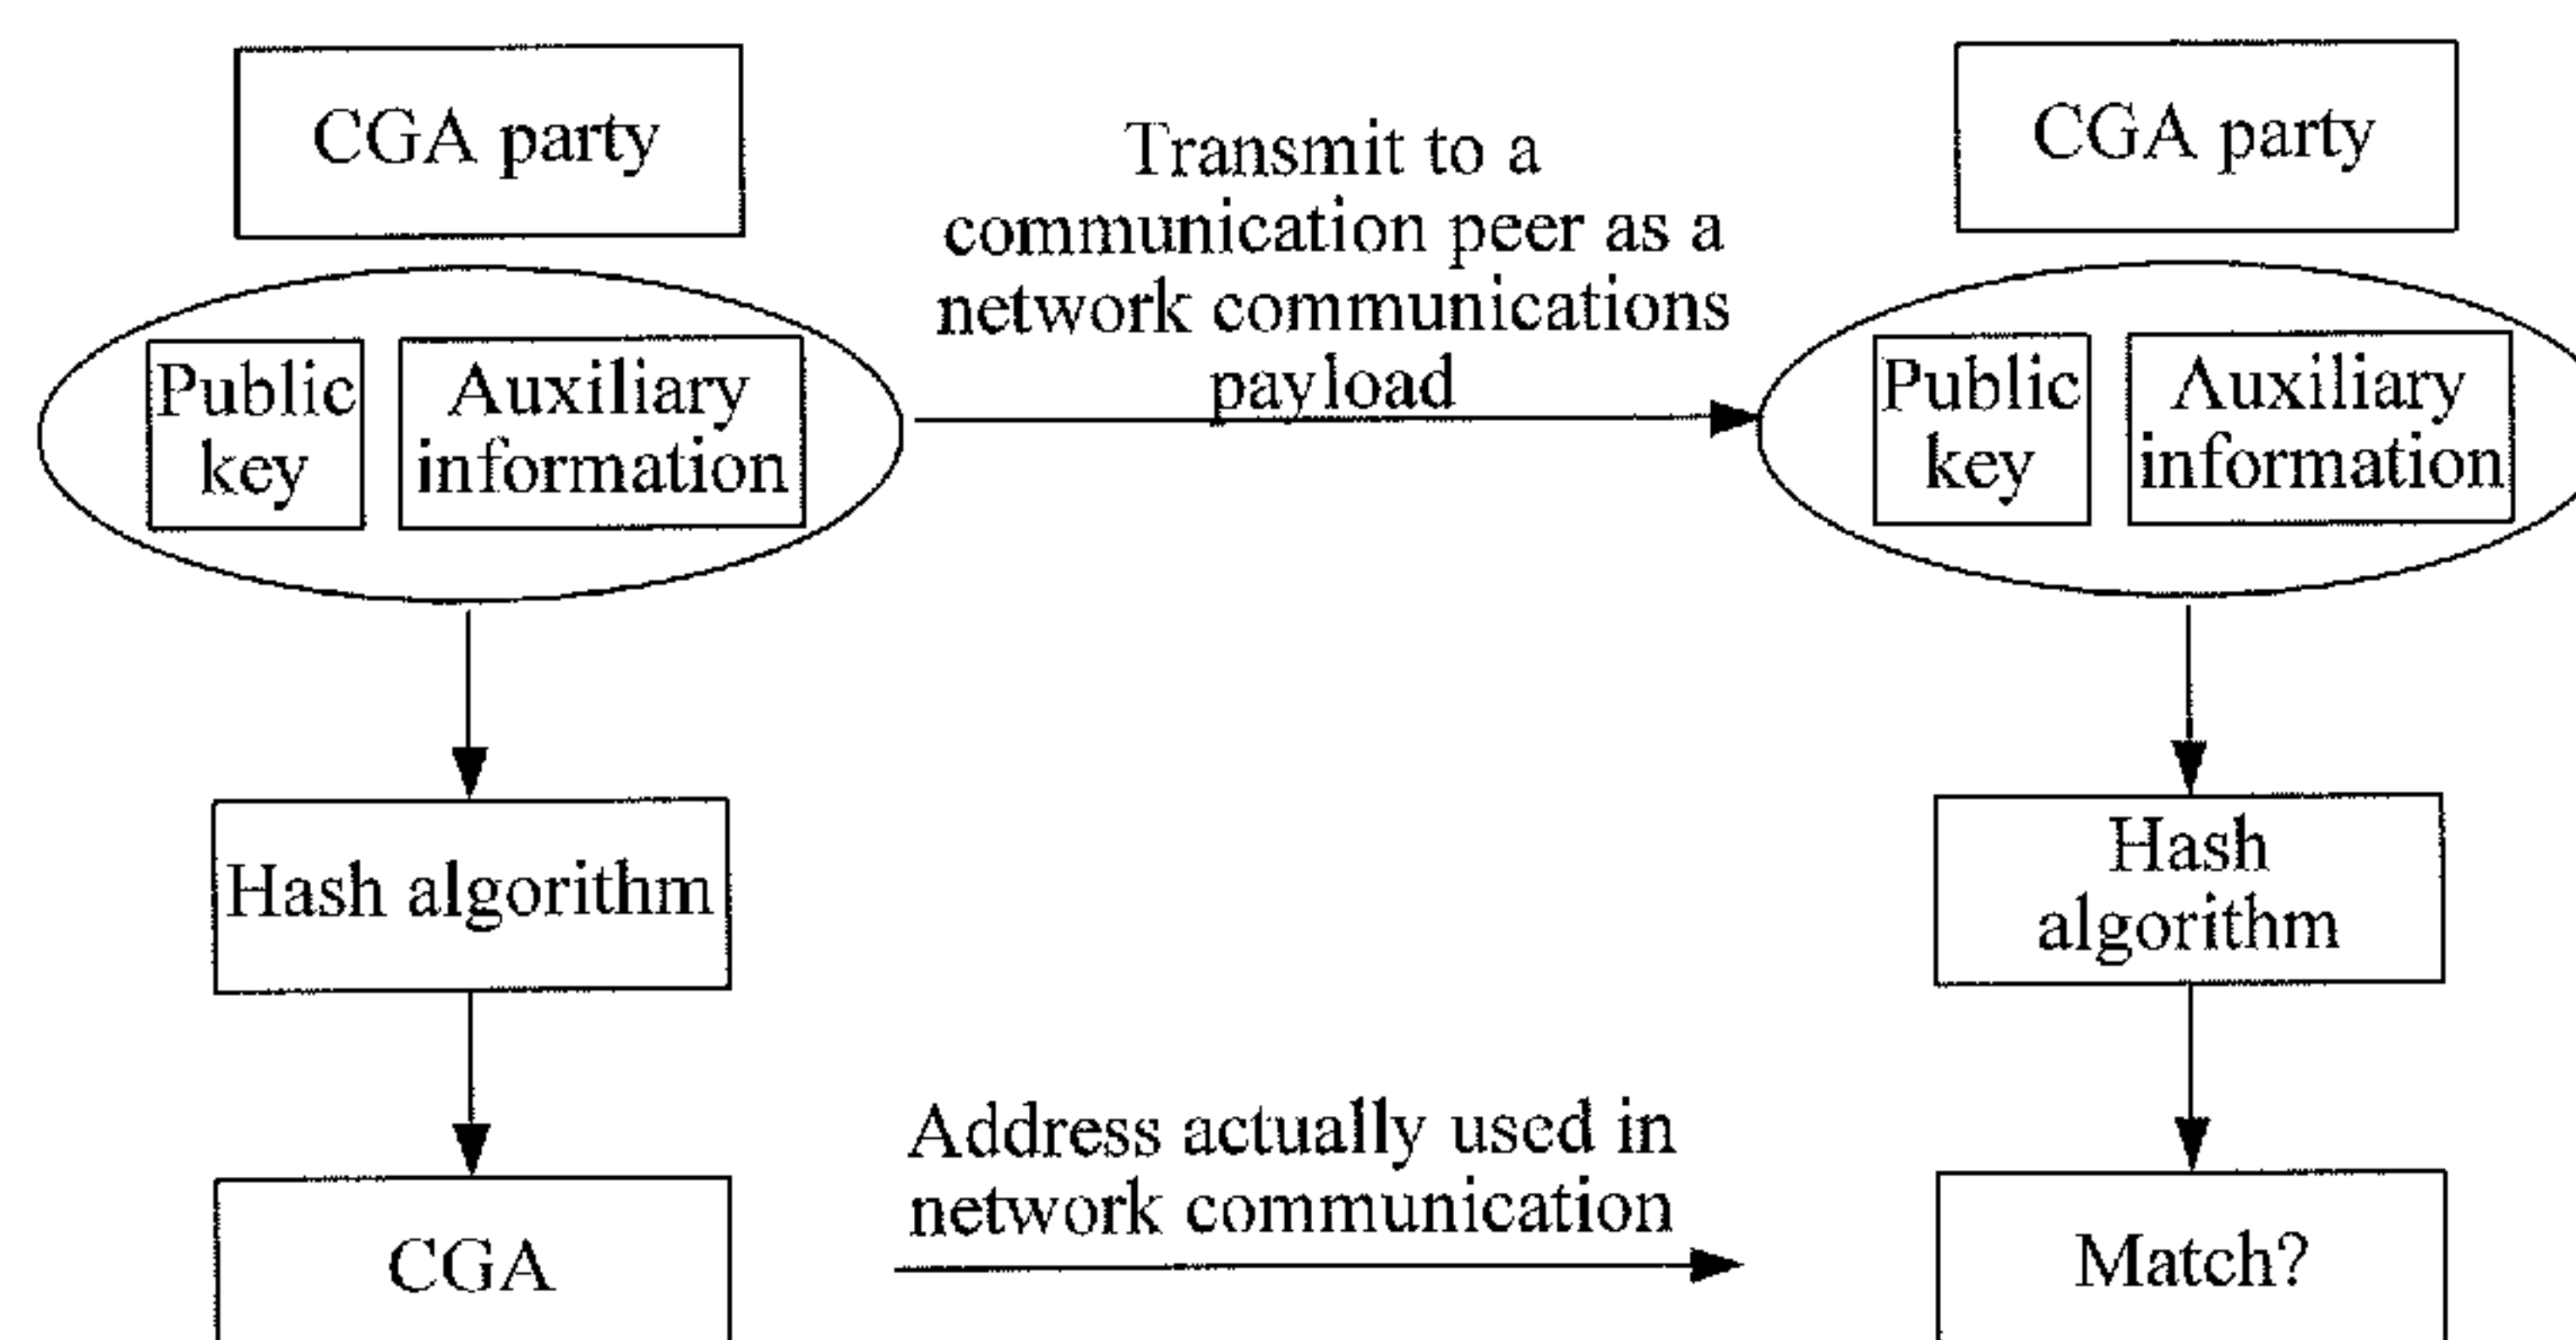 CGA party
Transmit to a
communication peer as a
network communications
payload
CGA party
Public
key
Auxiliary
information
Public
key
Auxiliary
information
Hash algorithm
Hash
algorithm
CGA
Address actually used in
network communication
Match?